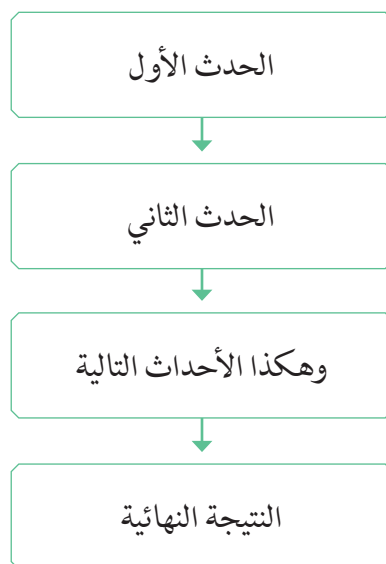 الحدث الأول
الحدث الثاني
وهكذا الأحداث التالية
النتيجة النهائية